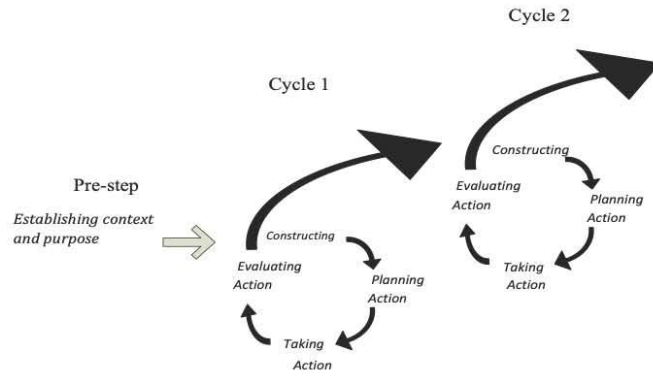 Cycle 2
Cycle 1
Pre-step
Establishing context
and purpose
Constructing
Planning
Action
Taking
Action
Evaluating
Action
Constructing
Planning
Action
Taking
Action
Evaluating
Action